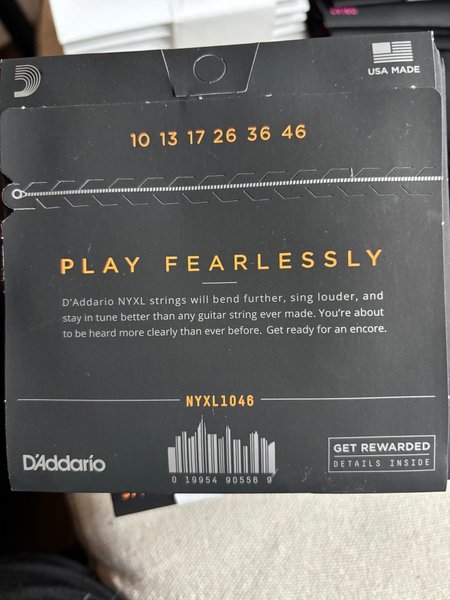 USA MADE
10 13 17 26 36 46
PLAY FEARLESSLY
D'Addario NYXL strings will bend further, sing louder, and
stay in tune better than any guitar string ever made. You're about
to be heard more clearly than ever before. Get ready for an encore.
NYXL1046
D'Addario
0 19954 90556 9
GET REWARDED
DETAILS INSIDE